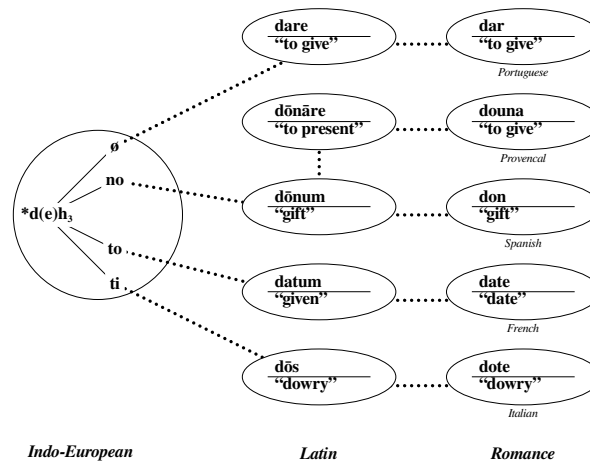 dare
"to give"
dar
"to give"
Portuguese
dōnāre
"to present"
douna
"to give"
Provencal
ø
no
*d(e)h₃
to
ti
dōnum
"gift"
don
"gift"
Spanish
datum
"given"
date
"date"
French
dōs
"dowry"
dote
"dowry"
Italian
Indo-European
Latin
Romance